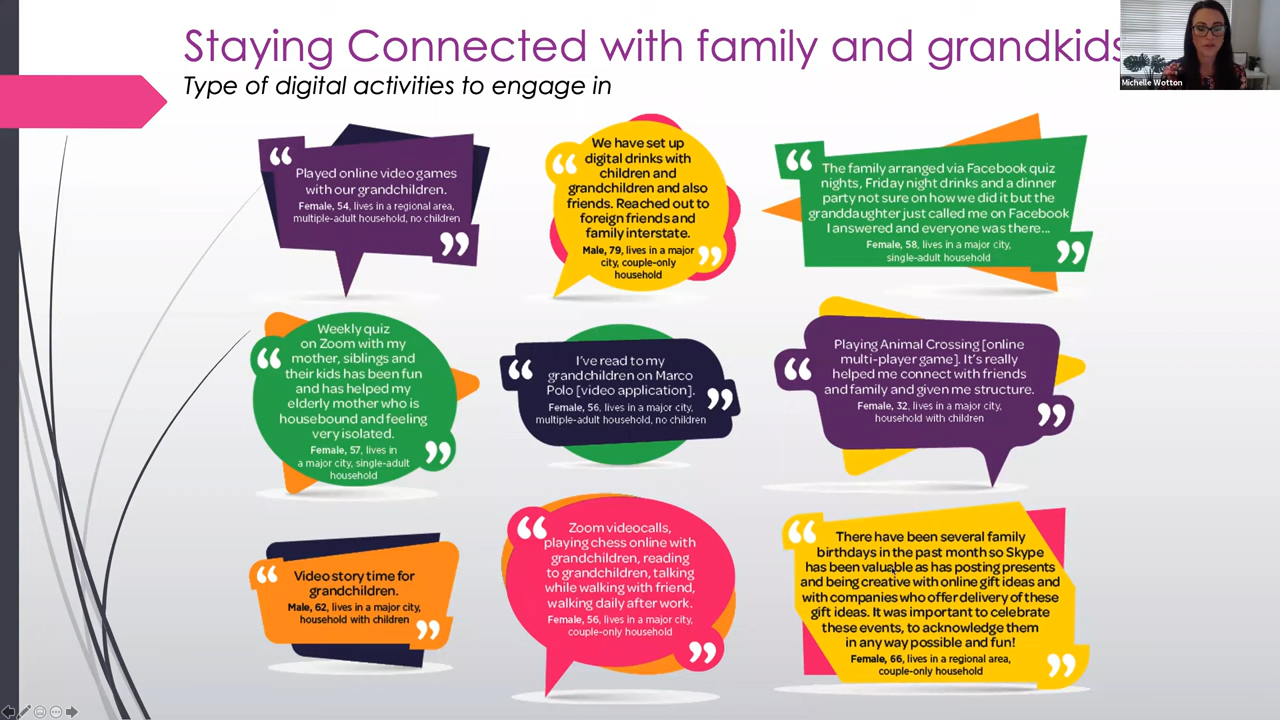 Staying Connected with family and grandkids
Type of digital activities to engage in
Michelle Wotton
“ Played online video games
with our grandchildren.
Female, 54, lives in a regional area,
multiple-adult household, no children ”
“ We have set up
digital drinks with
children and
grandchildren and also
friends. Reached out to
foreign friends and
family interstate.
Male, 79, lives in a major
city, couple-only
household ”
“ The family arranged via Facebook quiz
nights, Friday night drinks and a dinner
party not sure on how we did it but the
granddaughter just called me on Facebook
I answered and everyone was there...
Female, 58, lives in a major city,
single-adult household ”
“ Weekly quiz
on Zoom with my
mother, siblings and
their kids has been fun
and has helped my
elderly mother who is
housebound and feeling
very isolated.
Female, 57, lives in
a major city, single-adult
household ”
“ I've read to my
grandchildren on Marco
Polo [video application].
Female, 56, lives in a major city,
multiple-adult household, no children ”
“ Playing Animal Crossing [online
multi-player game]. It's really
helped me connect with friends
and family and given me structure.
Female, 32, lives in a major city,
household with children ”
“ Video story time for
grandchildren.
Male, 62, lives in a major city,
household with children ”
“ Zoom videocalls,
playing chess online with
grandchildren, reading
to grandchildren, talking
while walking with friend,
walking daily after work.
Female, 56, lives in a major city,
couple-only household ”
“ There have been several family
birthdays in the past month so Skype
has been valuable as has posting presents
and being creative with online gift ideas and
with companies who offer delivery of these
gift ideas. It was important to celebrate
these events, to acknowledge them
in any way possible and fun!
Female, 66, lives in a regional area,
couple-only household ”